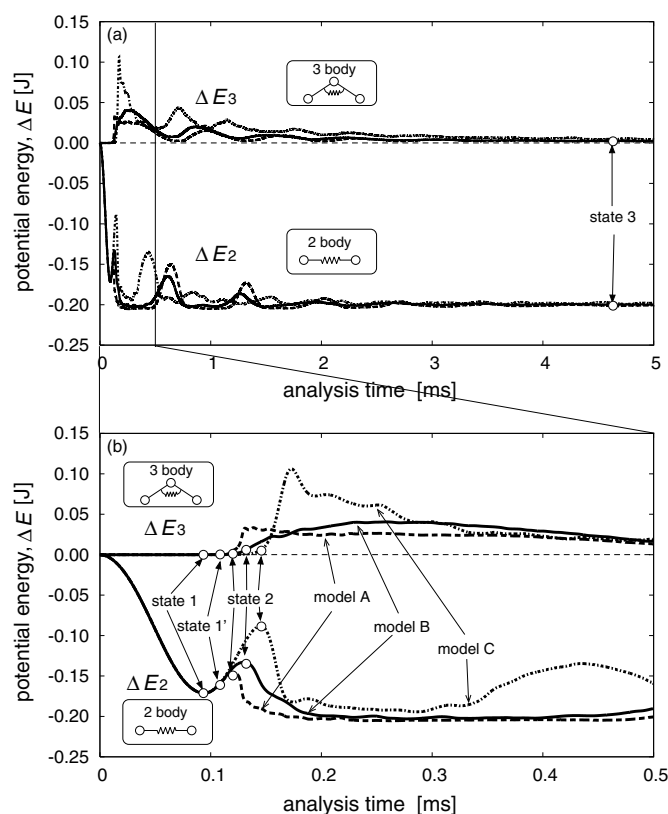 (a)
0.15
0.10
0.05
0.00
-0.05
-0.10
-0.15
-0.20
-0.25
potential energy, ΔE [J]
ΔE3
3 body
ΔE2
2 body
state 3
0 1 2 3 4 5
analysis time [ms]
(b)
0.15
0.10
0.05
0.00
-0.05
-0.10
-0.15
-0.20
-0.25
potential energy, ΔE [J]
3 body
ΔE3
state 1
state 1'
state 2
model A
model B
model C
ΔE2
2 body
0 0.1 0.2 0.3 0.4 0.5
analysis time [ms]